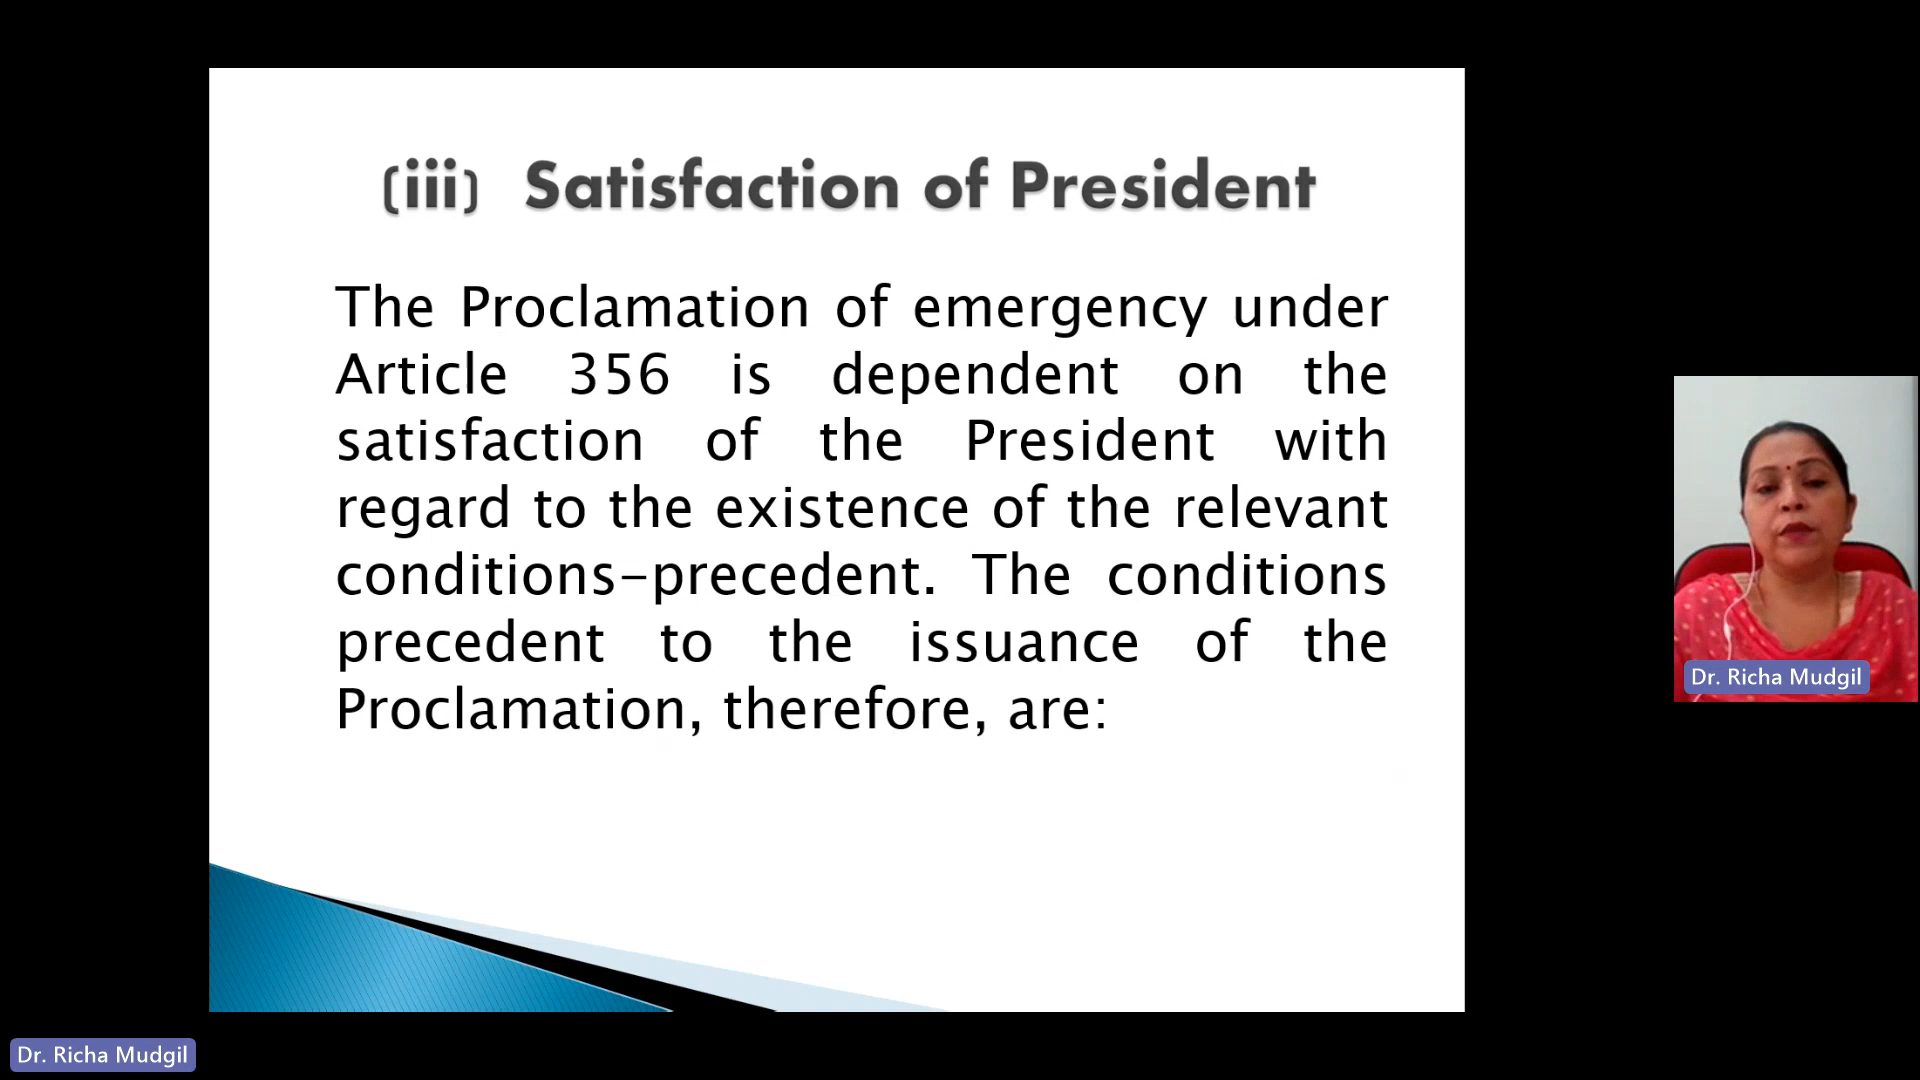 (iii) Satisfaction of President
The Proclamation of emergency under
Article 356 is dependent on the
satisfaction of the President with
regard to the existence of the relevant
conditions-precedent. The conditions
precedent to the issuance of the
Proclamation, therefore, are:
Dr. Richa Mudgil
Dr. Richa Mudgil